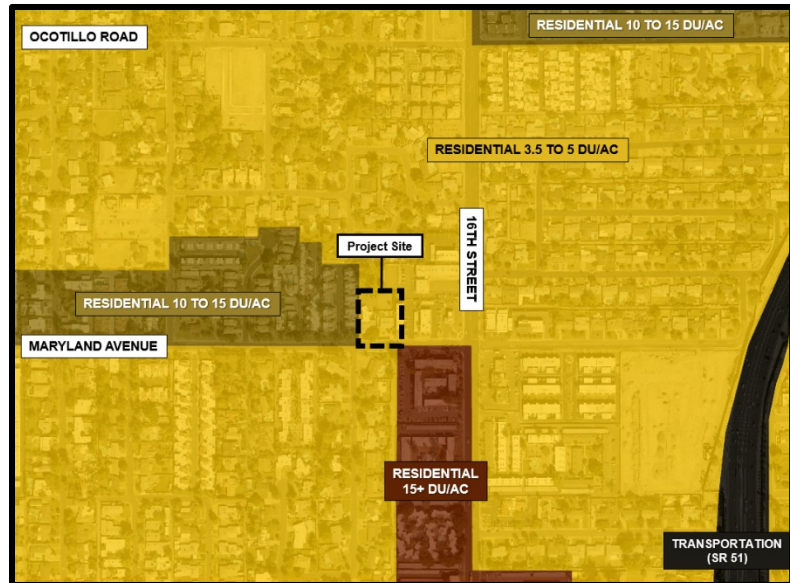 RESIDENTIAL 10 TO 15 DU/AC
OCOTILLO ROAD
RESIDENTIAL 3.5 TO 5 DU/AC
16TH STREET
Project Site
RESIDENTIAL 10 TO 15 DU/AC
MARYLAND AVENUE
RESIDENTIAL
15+ DU/AC
TRANSPORTATION
(SR 51)